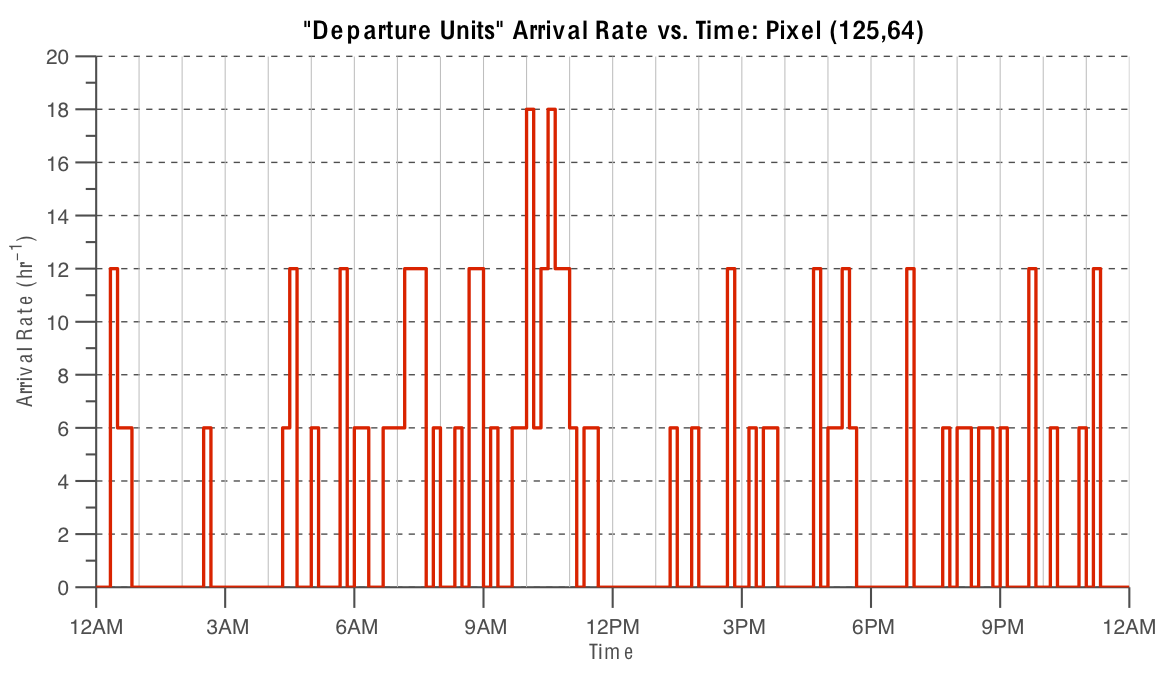 "Departure Units" Arrival Rate vs. Time: Pixel (125,64)
20
18
16
14
12
10
8
6
4
2
0
Arrival Rate (hr⁻¹)
12AM 3AM 6AM 9AM 12PM 3PM 6PM 9PM 12AM
Time